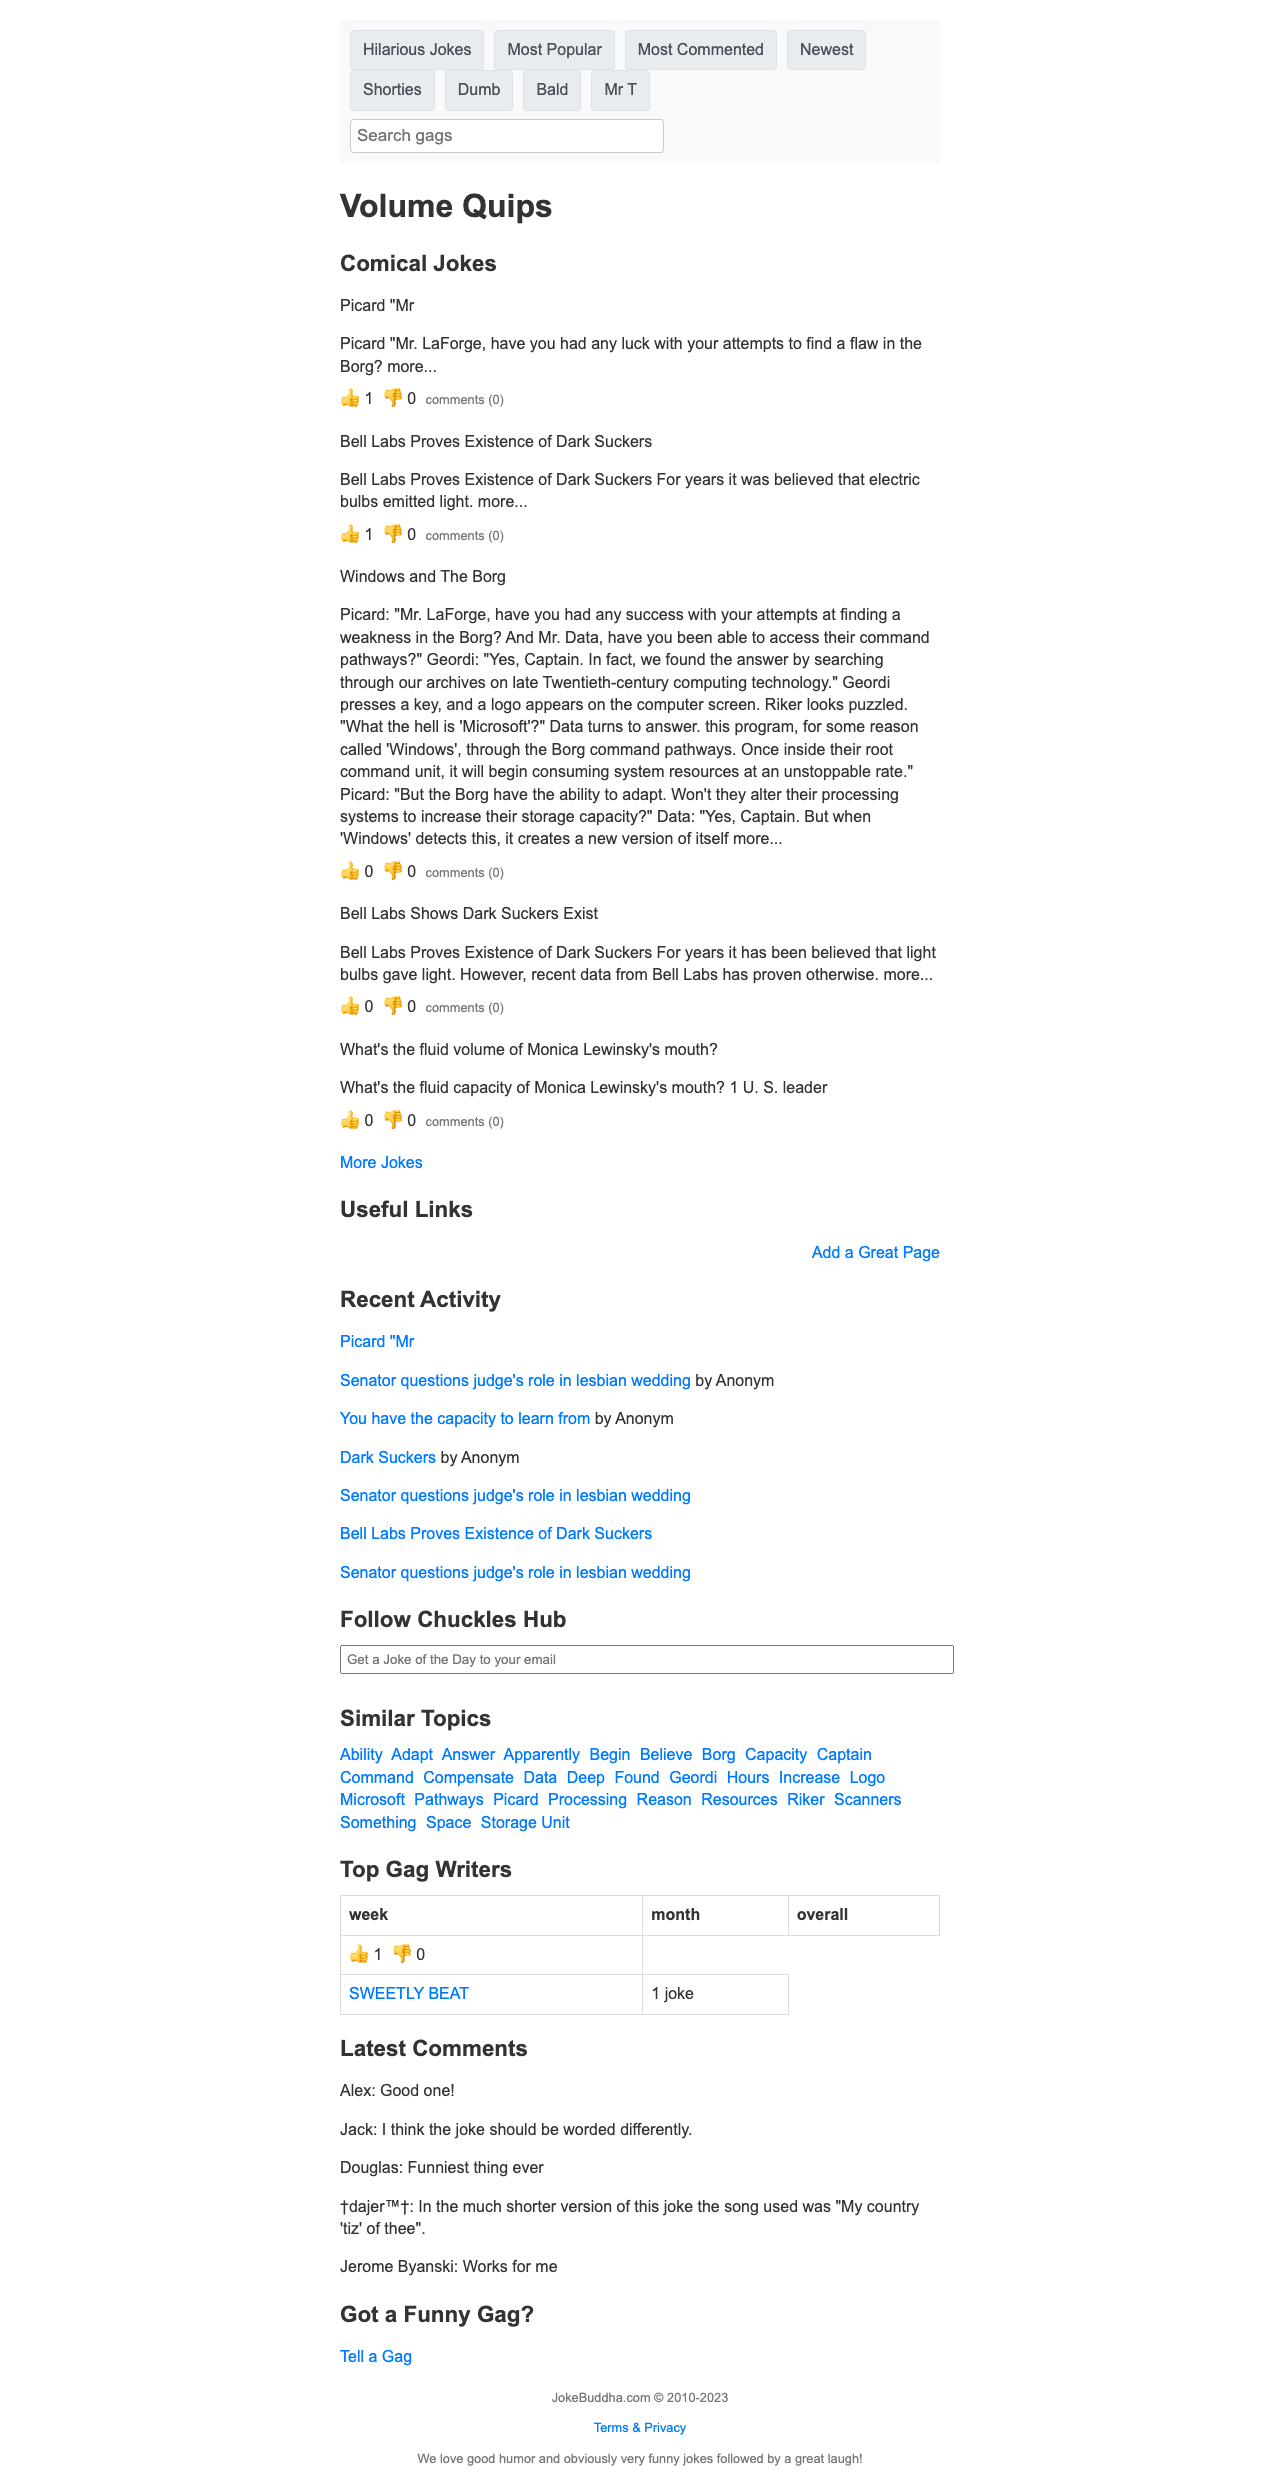 Hilarious Jokes Most Popular Most Commented Newest
Shorties Dumb Bald Mr T
Search gags
Volume Quips
Comical Jokes
Picard "Mr
Picard "Mr. LaForge, have you had any luck with your attempts to find a flaw in the
Borg? more...
👍 1 👎 0 comments (0)
Bell Labs Proves Existence of Dark Suckers
Bell Labs Proves Existence of Dark Suckers For years it was believed that electric
bulbs emitted light. more...
👍 1 👎 0 comments (0)
Windows and The Borg
Picard: "Mr. LaForge, have you had any success with your attempts at finding a
weakness in the Borg? And Mr. Data, have you been able to access their command
pathways?" Geordi: "Yes, Captain. In fact, we found the answer by searching
through our archives on late Twentieth-century computing technology." Geordi
presses a key, and a logo appears on the computer screen. Riker looks puzzled.
"What the hell is 'Microsoft'?" Data turns to answer. this program, for some reason
called 'Windows', through the Borg command pathways. Once inside their root
command unit, it will begin consuming system resources at an unstoppable rate."
Picard: "But the Borg have the ability to adapt. Won't they alter their processing
systems to increase their storage capacity?" Data: "Yes, Captain. But when
'Windows' detects this, it creates a new version of itself more...
👍 0 👎 0 comments (0)
Bell Labs Shows Dark Suckers Exist
Bell Labs Proves Existence of Dark Suckers For years it has been believed that light
bulbs gave light. However, recent data from Bell Labs has proven otherwise. more...
👍 0 👎 0 comments (0)
What's the fluid volume of Monica Lewinsky's mouth?
What's the fluid capacity of Monica Lewinsky's mouth? 1 U. S. leader
👍 0 👎 0 comments (0)
More Jokes
Useful Links
Add a Great Page
Recent Activity
Picard "Mr
Senator questions judge's role in lesbian wedding by Anonym
You have the capacity to learn from by Anonym
Dark Suckers by Anonym
Senator questions judge's role in lesbian wedding
Bell Labs Proves Existence of Dark Suckers
Senator questions judge's role in lesbian wedding
Follow Chuckles Hub
Get a Joke of the Day to your email
Similar Topics
Ability Adapt Answer Apparently Begin Believe Borg Capacity Captain
Command Compensate Data Deep Found Geordi Hours Increase Logo
Microsoft Pathways Picard Processing Reason Resources Riker Scanners
Something Space Storage Unit
Top Gag Writers
week month overall
👍 1 👎 0
SWEETLY BEAT 1 joke
Latest Comments
Alex: Good one!
Jack: I think the joke should be worded differently.
Douglas: Funniest thing ever
†dajer™†: In the much shorter version of this joke the song used was "My country
'tiz' of thee".
Jerome Byanski: Works for me
Got a Funny Gag?
Tell a Gag
JokeBuddha.com © 2010-2023
Terms & Privacy
We love good humor and obviously very funny jokes followed by a great laugh!